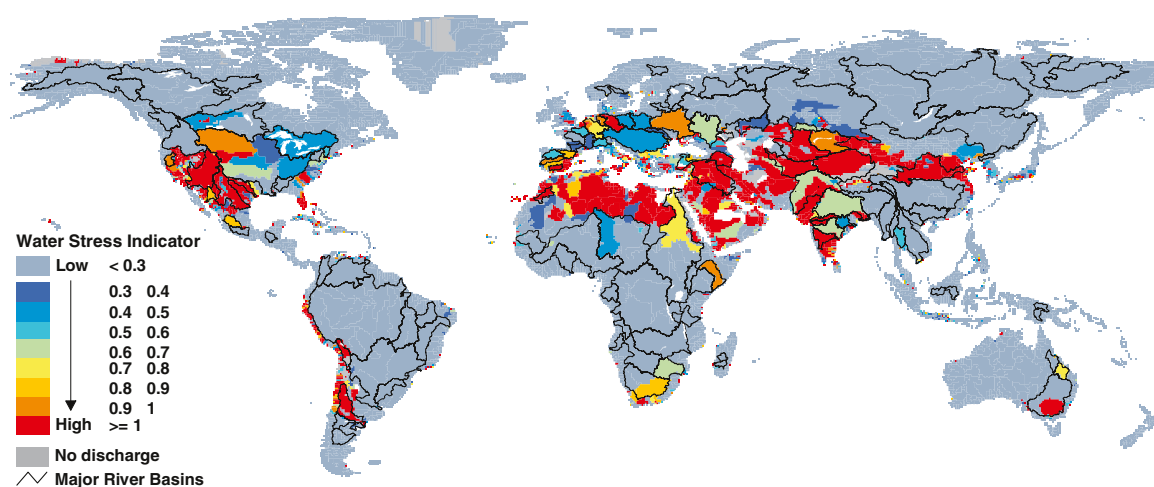 Water Stress Indicator
Low < 0.3
0.3 0.4
0.4 0.5
0.5 0.6
0.6 0.7
0.7 0.8
0.8 0.9
0.9 1
High >= 1
No discharge
Major River Basins